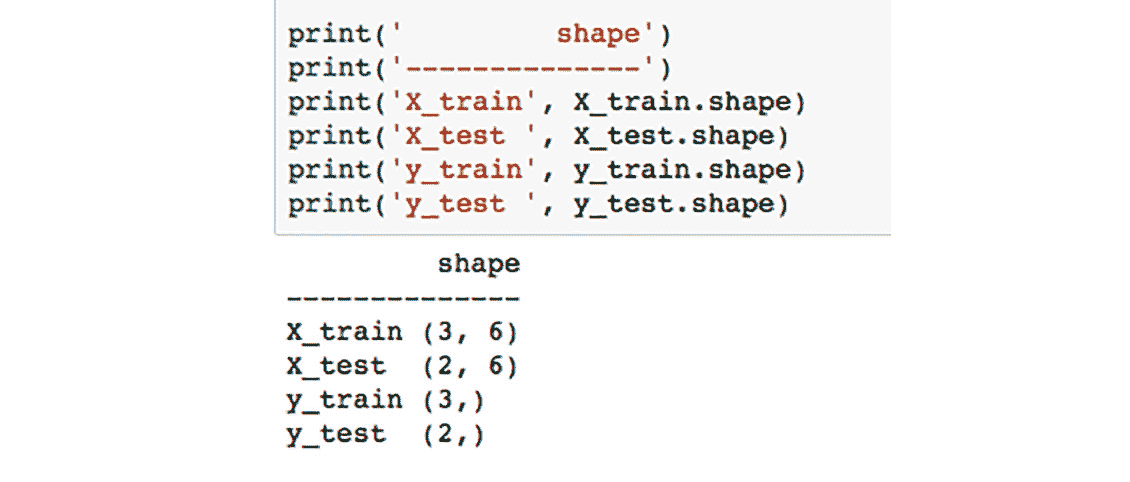 print('         shape')
print('--------------')
print('X_train', X_train.shape)
print('X_test ', X_test.shape)
print('y_train', y_train.shape)
print('y_test ', y_test.shape)
         shape
--------------
X_train (3, 6)
X_test  (2, 6)
y_train (3,)
y_test  (2,)